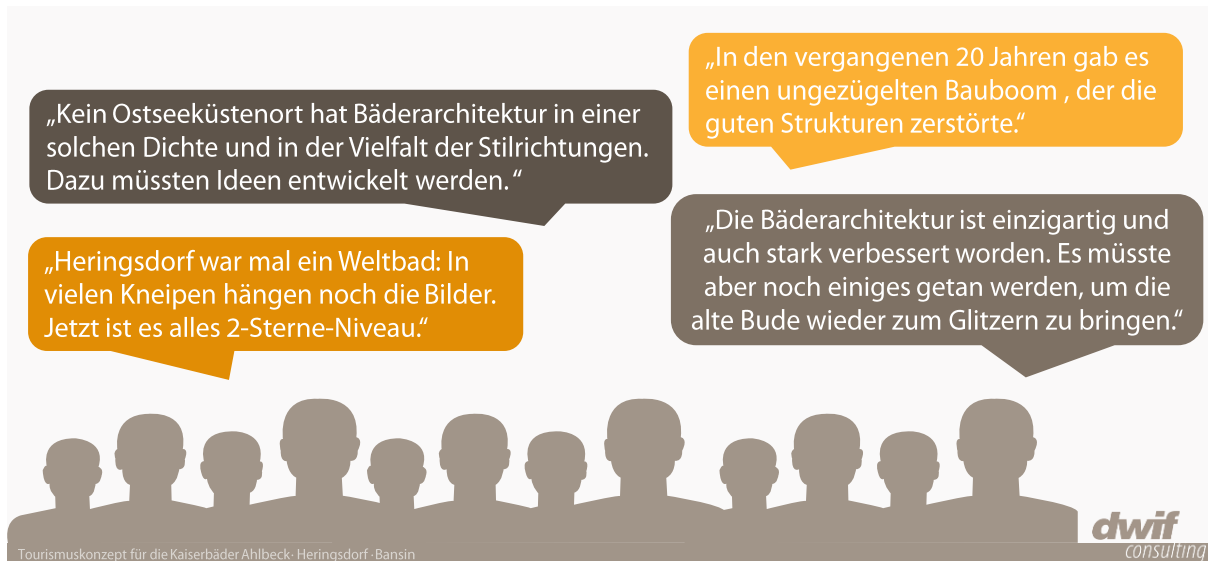 „Kein Ostseeküstenort hat Bäderarchitektur in einer
solchen Dichte und in der Vielfalt der Stilrichtungen.
Dazu müssten Ideen entwickelt werden. “
„In den vergangenen 20 Jahren gab es
einen ungezügelten Bauboom , der die
guten Strukturen zerstörte.“
„Heringsdorf war mal ein Weltbad: In
vielen Kneipen hängen noch die Bilder.
Jetzt ist es alles 2-Sterne-Niveau.“
„Die Bäderarchitektur ist einzigartig und
auch stark verbessert worden. Es müsste
aber noch einiges getan werden, um die
alte Bude wieder zum Glitzern zu bringen.“
dwif
consulting
Tourismuskonzept für die Kaiserbäder Ahlbeck· Heringsdorf ·Bansin